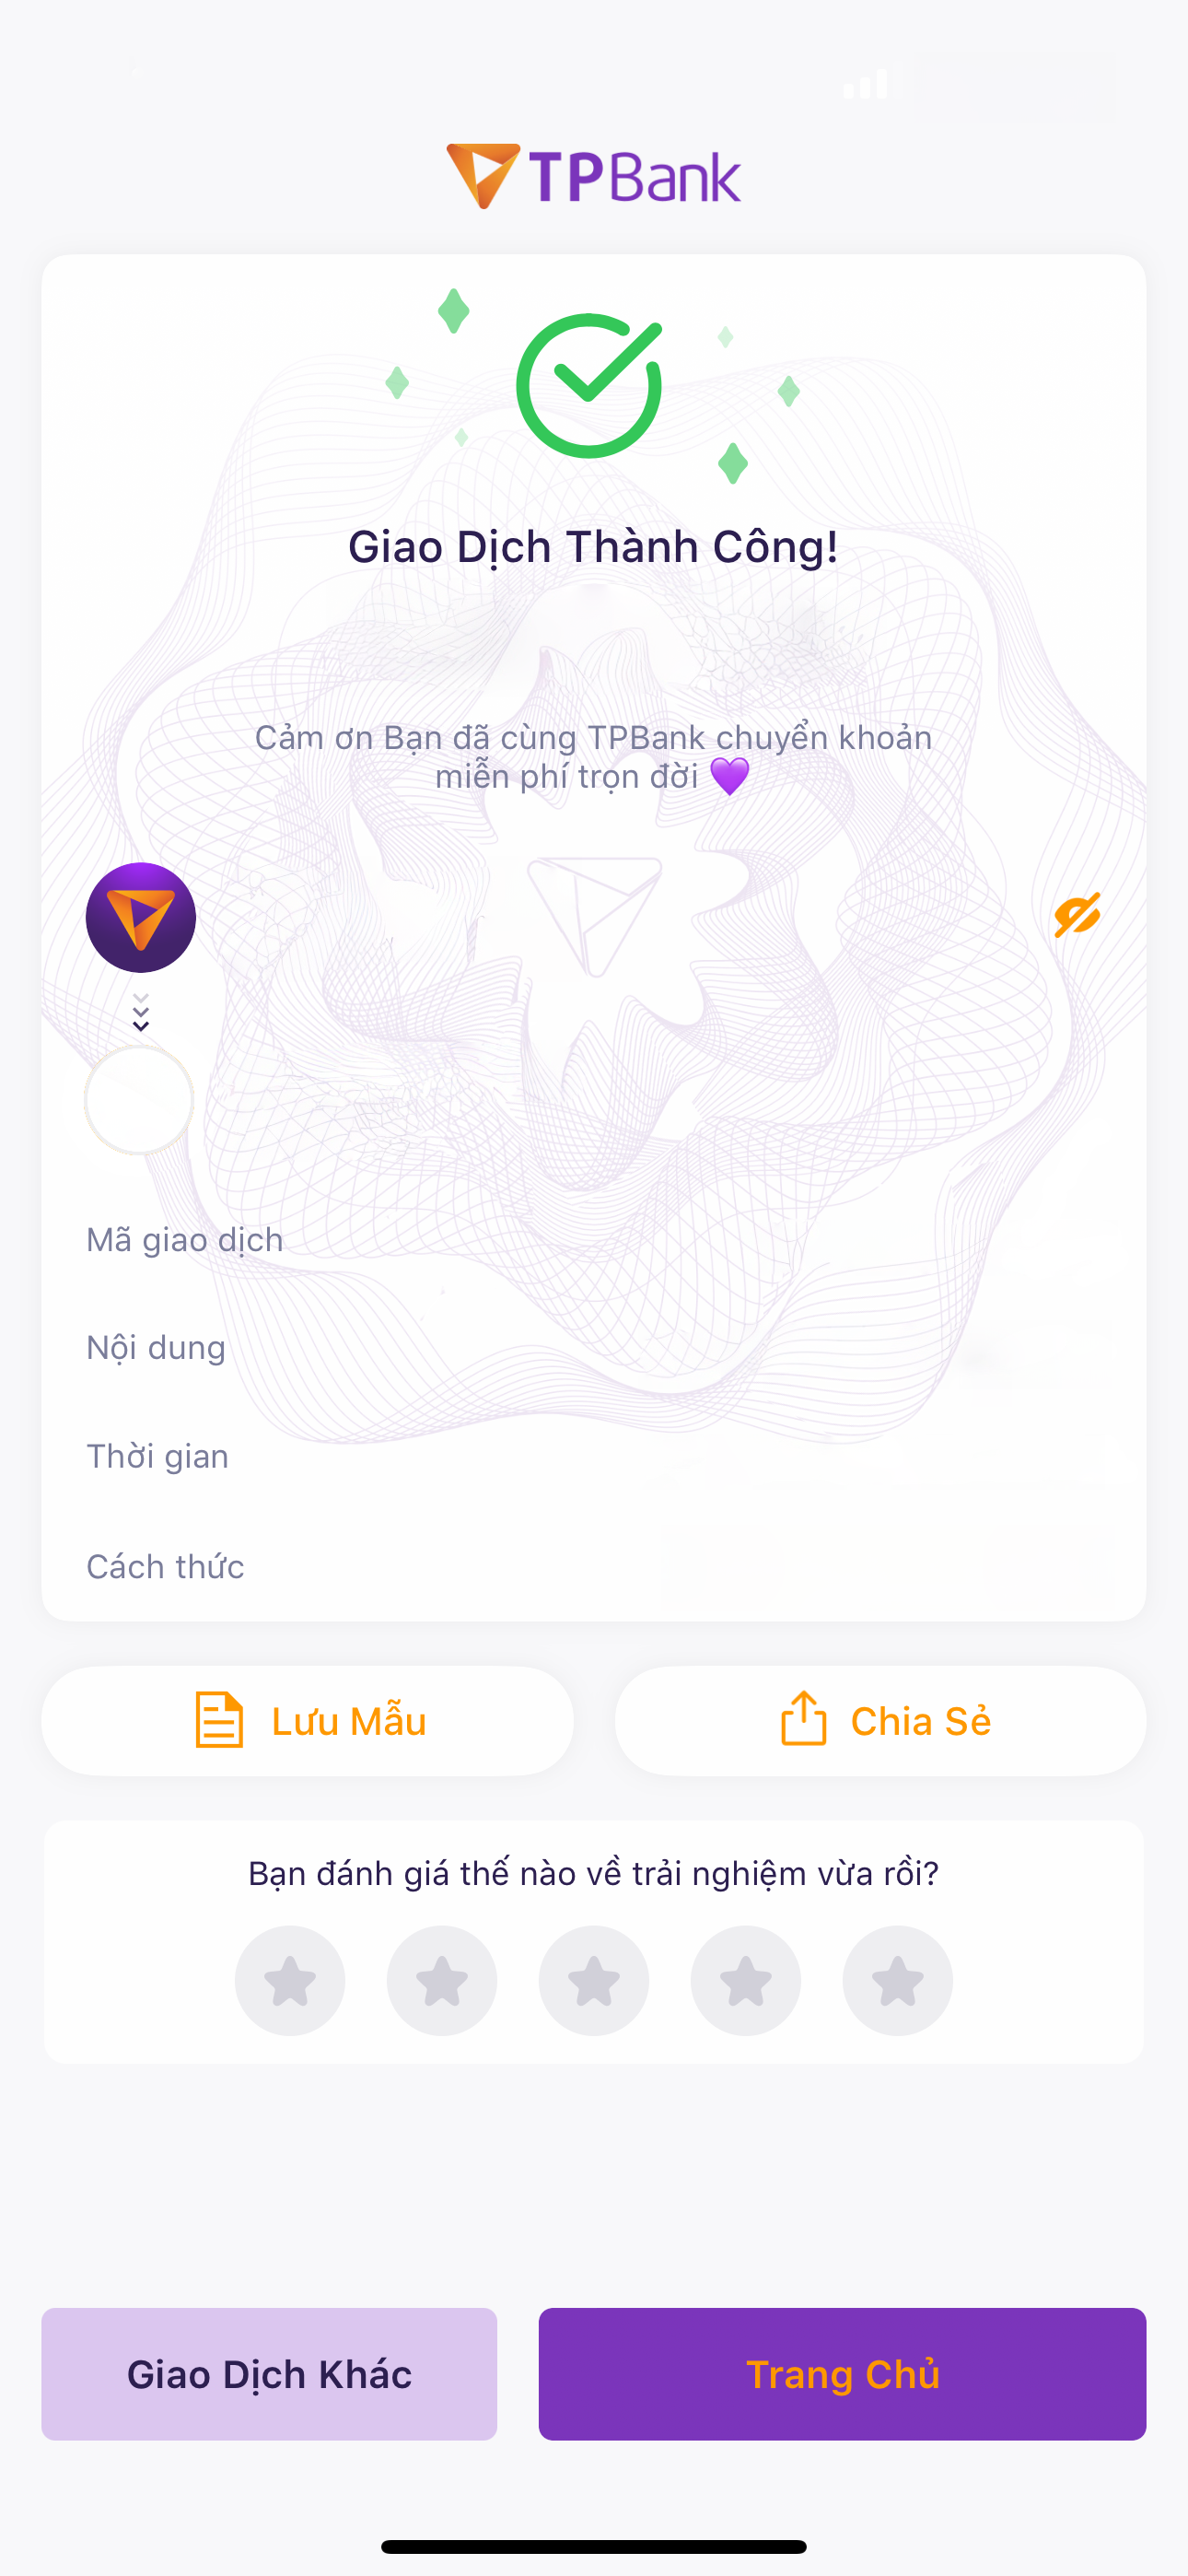 TPBank
Giao Dịch Thành Công!
Cảm ơn Bạn đã cùng TPBank chuyển khoản
miễn phí trọn đời 💜
Mã giao dịch
Nội dung
Thời gian
Cách thức
Lưu Mẫu
Chia Sẻ
Bạn đánh giá thế nào về trải nghiệm vừa rồi?
Giao Dịch Khác
Trang Chủ